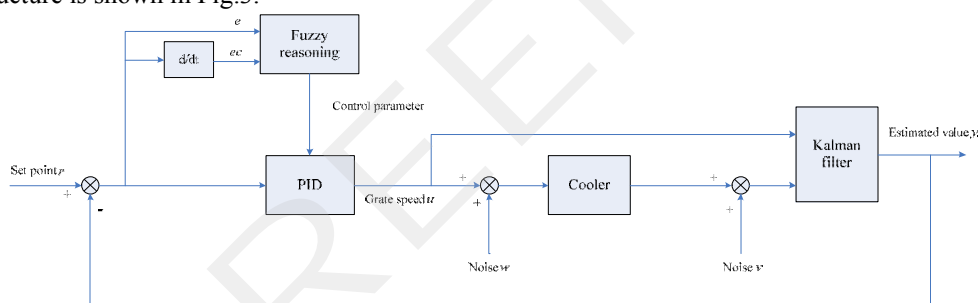 ucture is shown in Fig.3.
e
Fuzzy
reasoning
d/dt
ec
Control parameter
Set point r
+
-
PID
Grate speed u
+
+
Noise w
Cooler
+
+
Noise v
Kalman
filter
Estimated value y